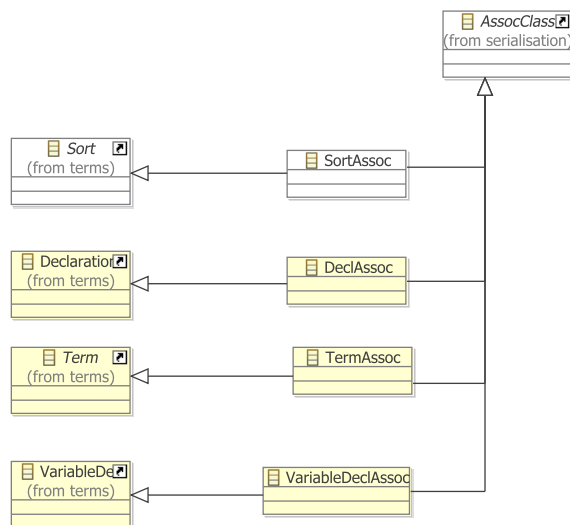 AssocClass
(from serialisation)
Sort
(from terms)
SortAssoc
Declaration
(from terms)
DeclAssoc
Term
(from terms)
TermAssoc
VariableDe
(from terms)
VariableDeclAssoc